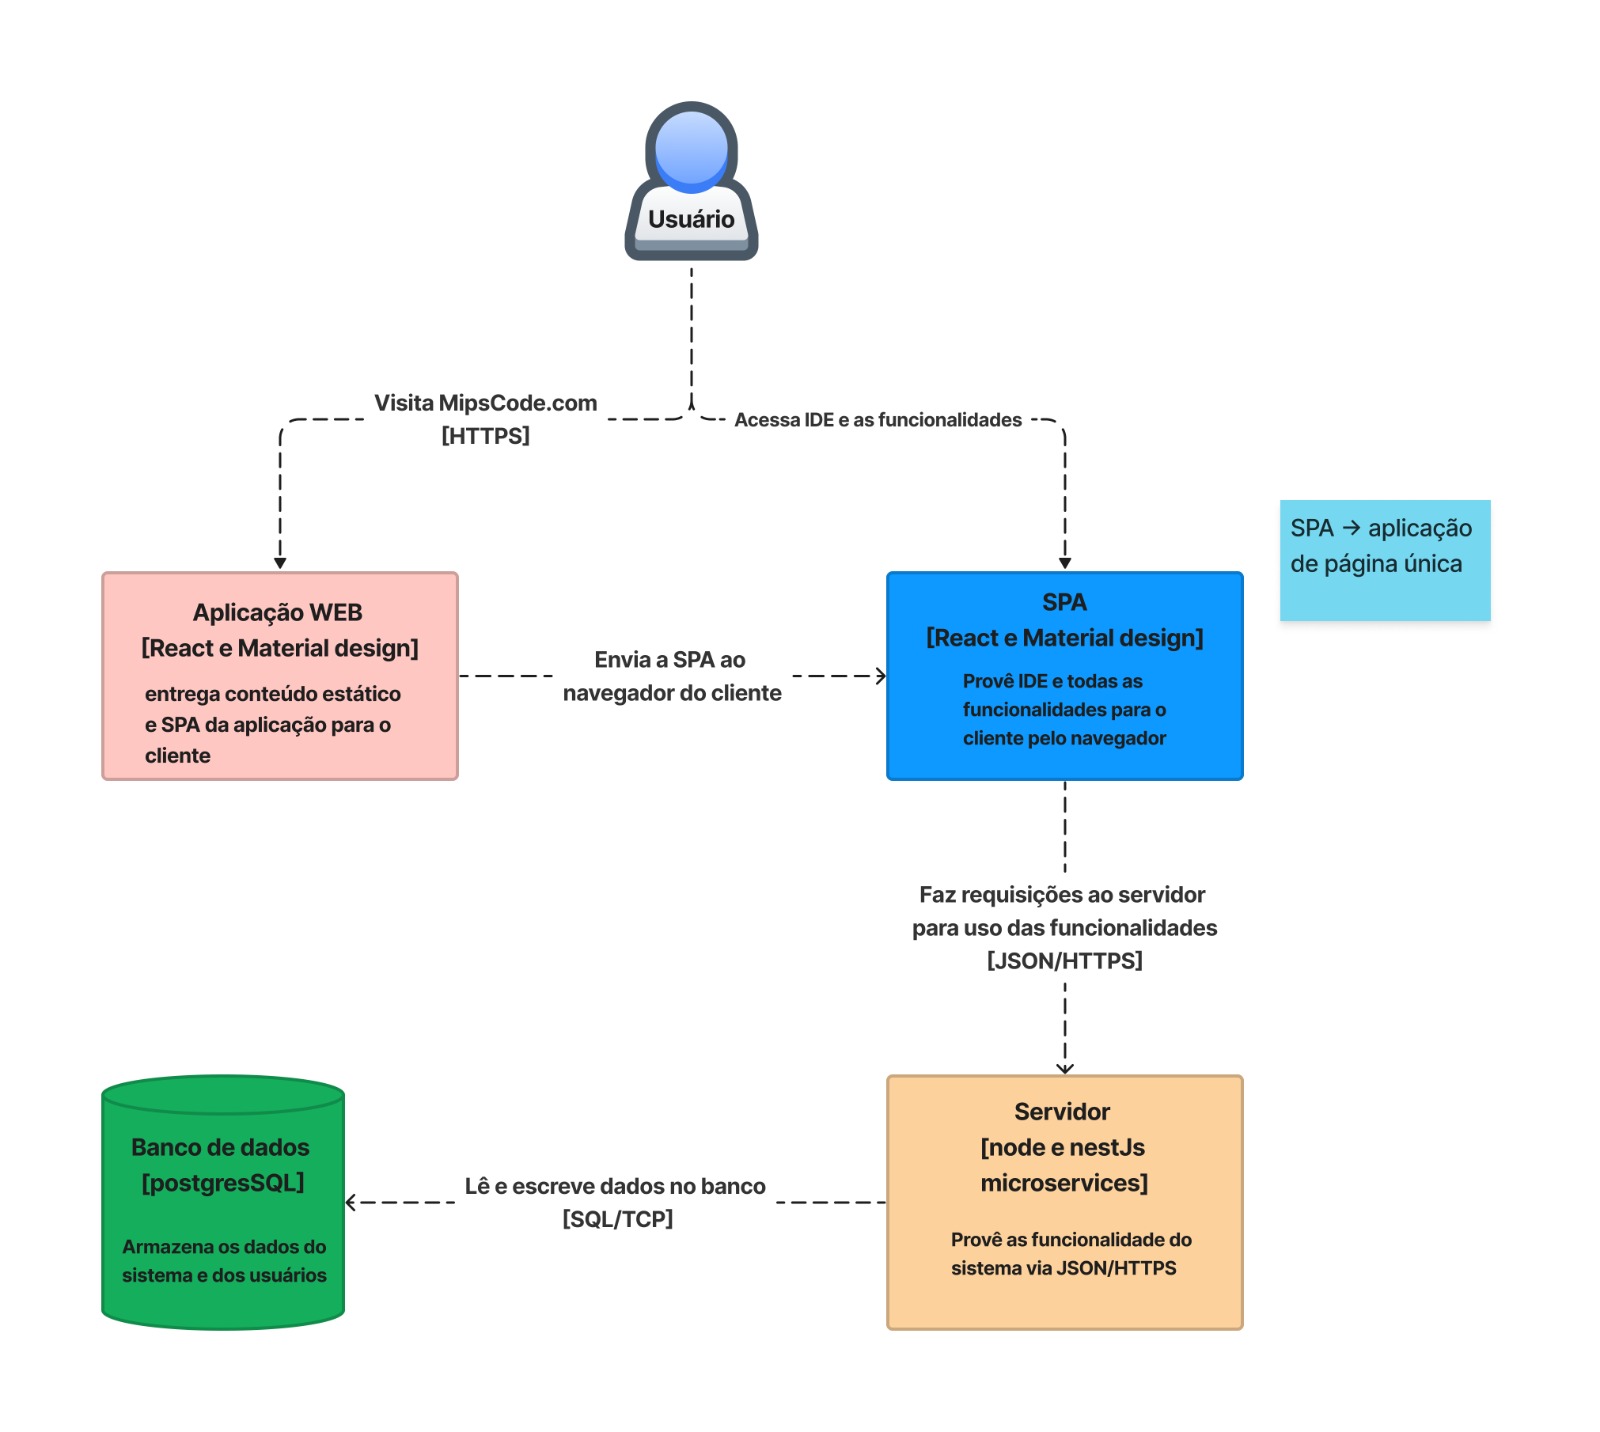 Usuário
Visita MipsCode.com
[HTTPS]
Acessa IDE e as funcionalidades
SPA → aplicação
de página única
Aplicação WEB
[React e Material design]
entrega conteúdo estático
e SPA da aplicação para o
cliente
Envia a SPA ao
navegador do cliente
SPA
[React e Material design]
Provê IDE e todas as
funcionalidades para o
cliente pelo navegador
Faz requisições ao servidor
para uso das funcionalidades
[JSON/HTTPS]
Banco de dados
[postgresSQL]
Armazena os dados do
sistema e dos usuários
Lê e escreve dados no banco
[SQL/TCP]
Servidor
[node e nestJs
microservices]
Provê as funcionalidade do
sistema via JSON/HTTPS